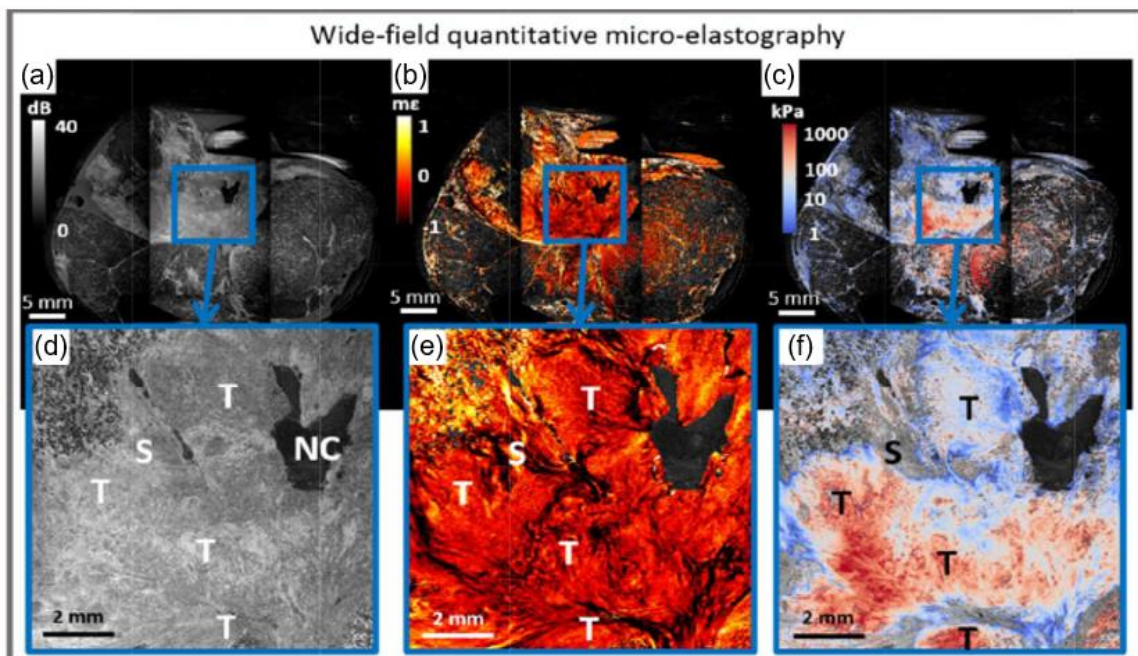 Wide-field quantitative micro-elastography
(a) (b) (c)
dB mε kPa
40 1 1000
0 100
10
0 -1 1
5 mm 5 mm 5 mm
(d) (e) (f)
T T T
S NC S S
T T T
T T T
T T T
2 mm 2 mm 2 mm